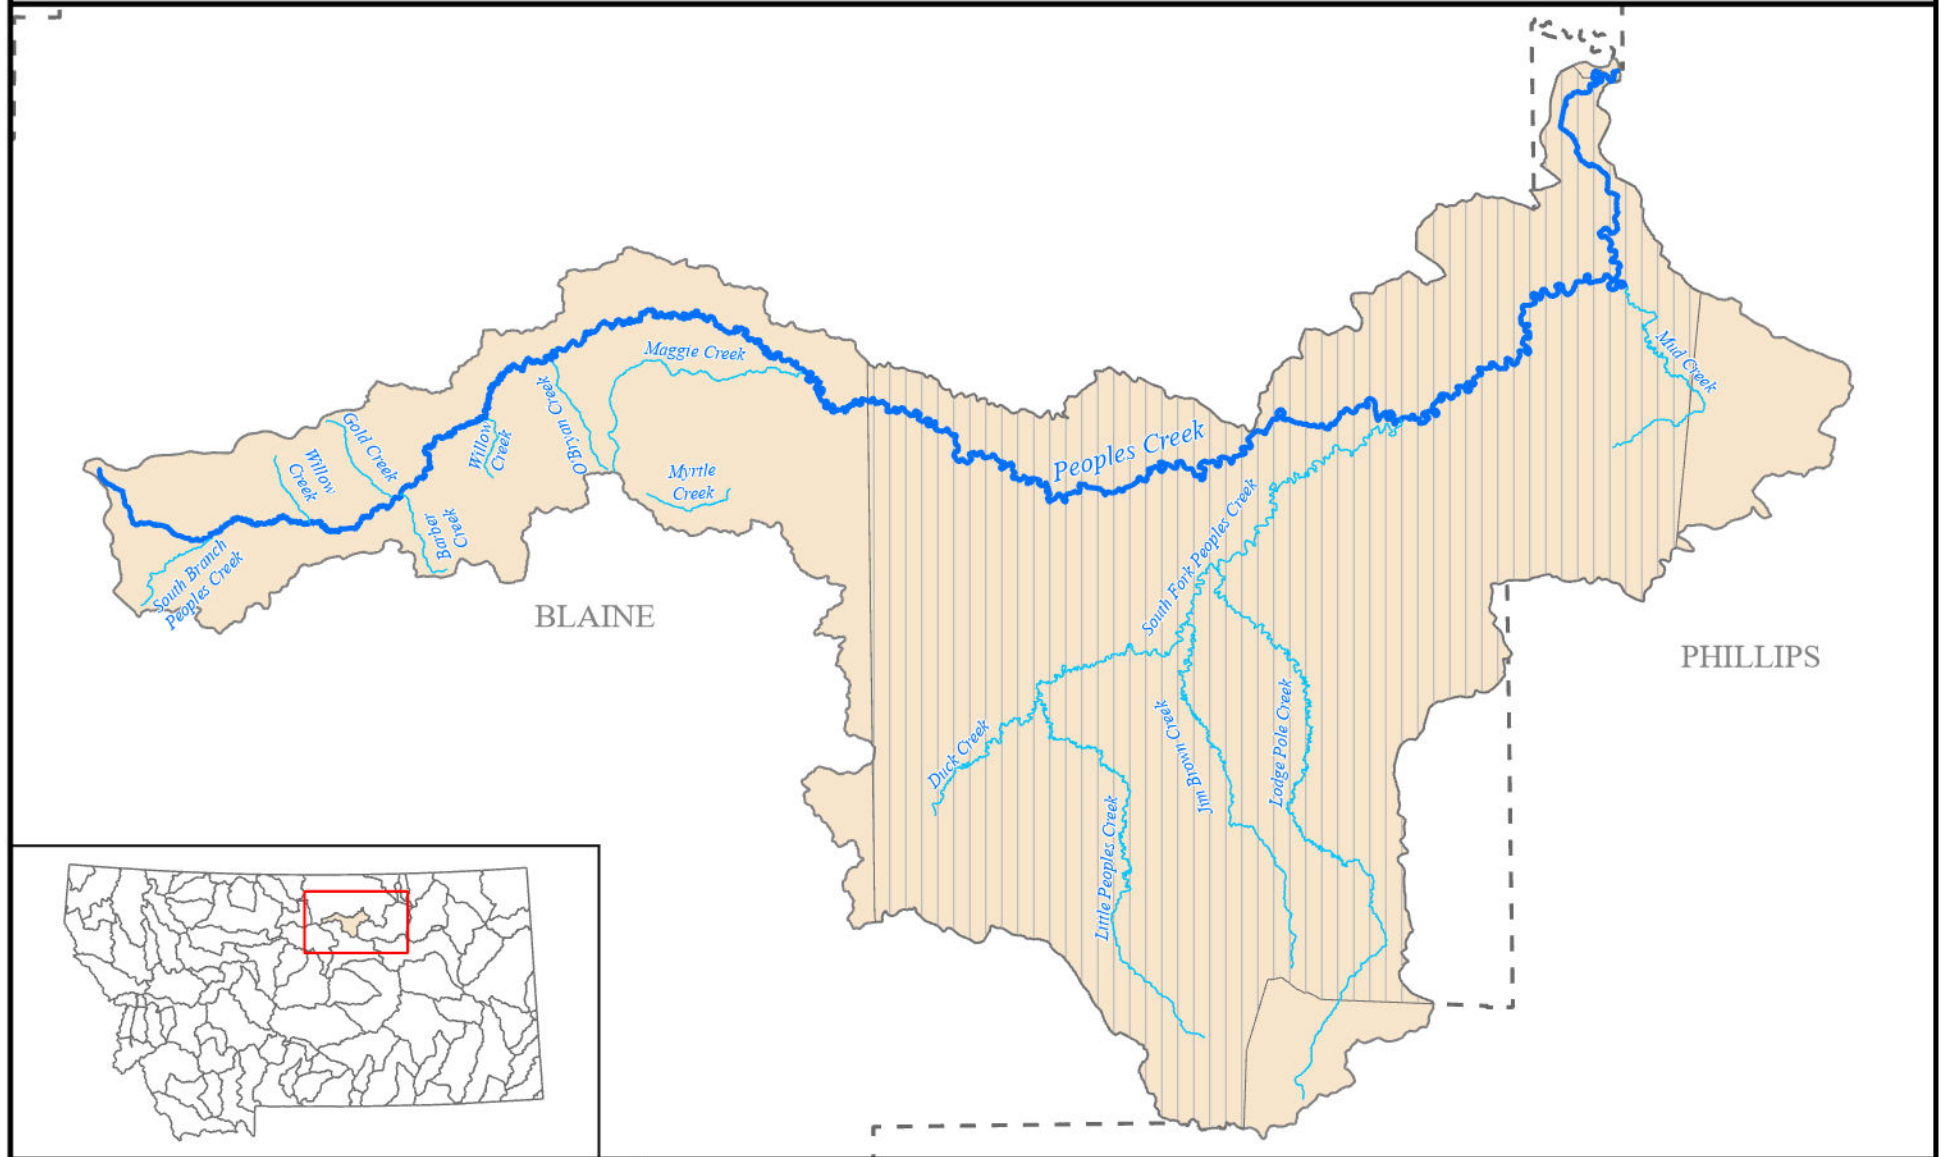 Maggie Creek
Gold Creek
Willow
Creek
O'Bryan Creek
Willow
Creek
Myrtle
Creek
Barber
Creek
South Branch
Peoples Creek
BLAINE
Peoples Creek
Mud Creek
South Fork Peoples Creek
PHILLIPS
Duck Creek
Jim Brown Creek
Lodge Pole Creek
Little Peoples Creek